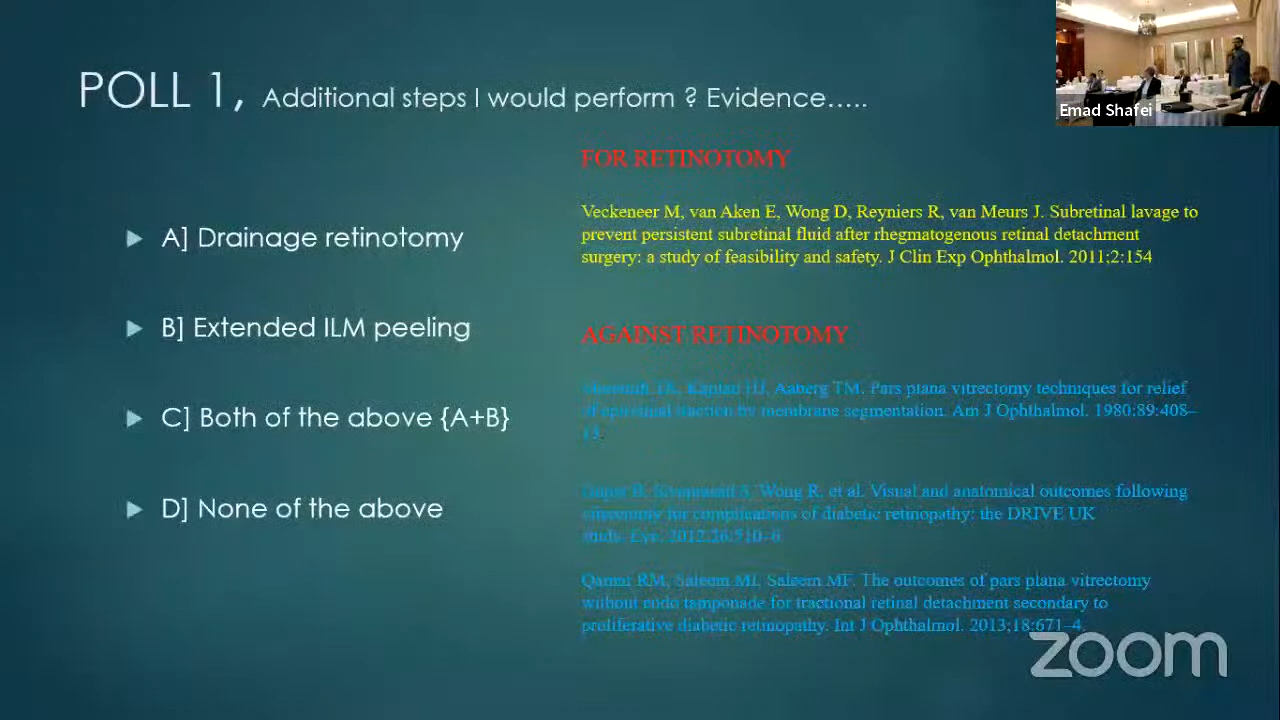 POLL 1, Additional steps I would perform ? Evidence.....
Emad Shafei
A] Drainage retinotomy
B] Extended ILM peeling
C] Both of the above {A+B}
D] None of the above
FOR RETINOTOMY
Veckeneer M, van Aken E, Wong D, Reyniers R, van Meurs J. Subretinal lavage to
prevent persistent subretinal fluid after rhegmatogenous retinal detachment
surgery: a study of feasibility and safety. J Clin Exp Ophthalmol. 2011;2:154
AGAINST RETINOTOMY
Aaberg TM. Pars plana vitrectomy techniques for relief
of epiretinal traction by membrane segmentation. Am J Ophthalmol. 1980;89:408–
13.
Wong R, et al. Visual and anatomical outcomes following
vitrectomy for complications of diabetic retinopathy: the DRIVE UK
study. Eye. 2012;26:510–6.
Qamar RM, Saleem MI, Saleem MF. The outcomes of pars plana vitrectomy
without endo tamponade for tractional retinal detachment secondary to
proliferative diabetic retinopathy. Int J Ophthalmol. 2013;18:671–4.
zoom